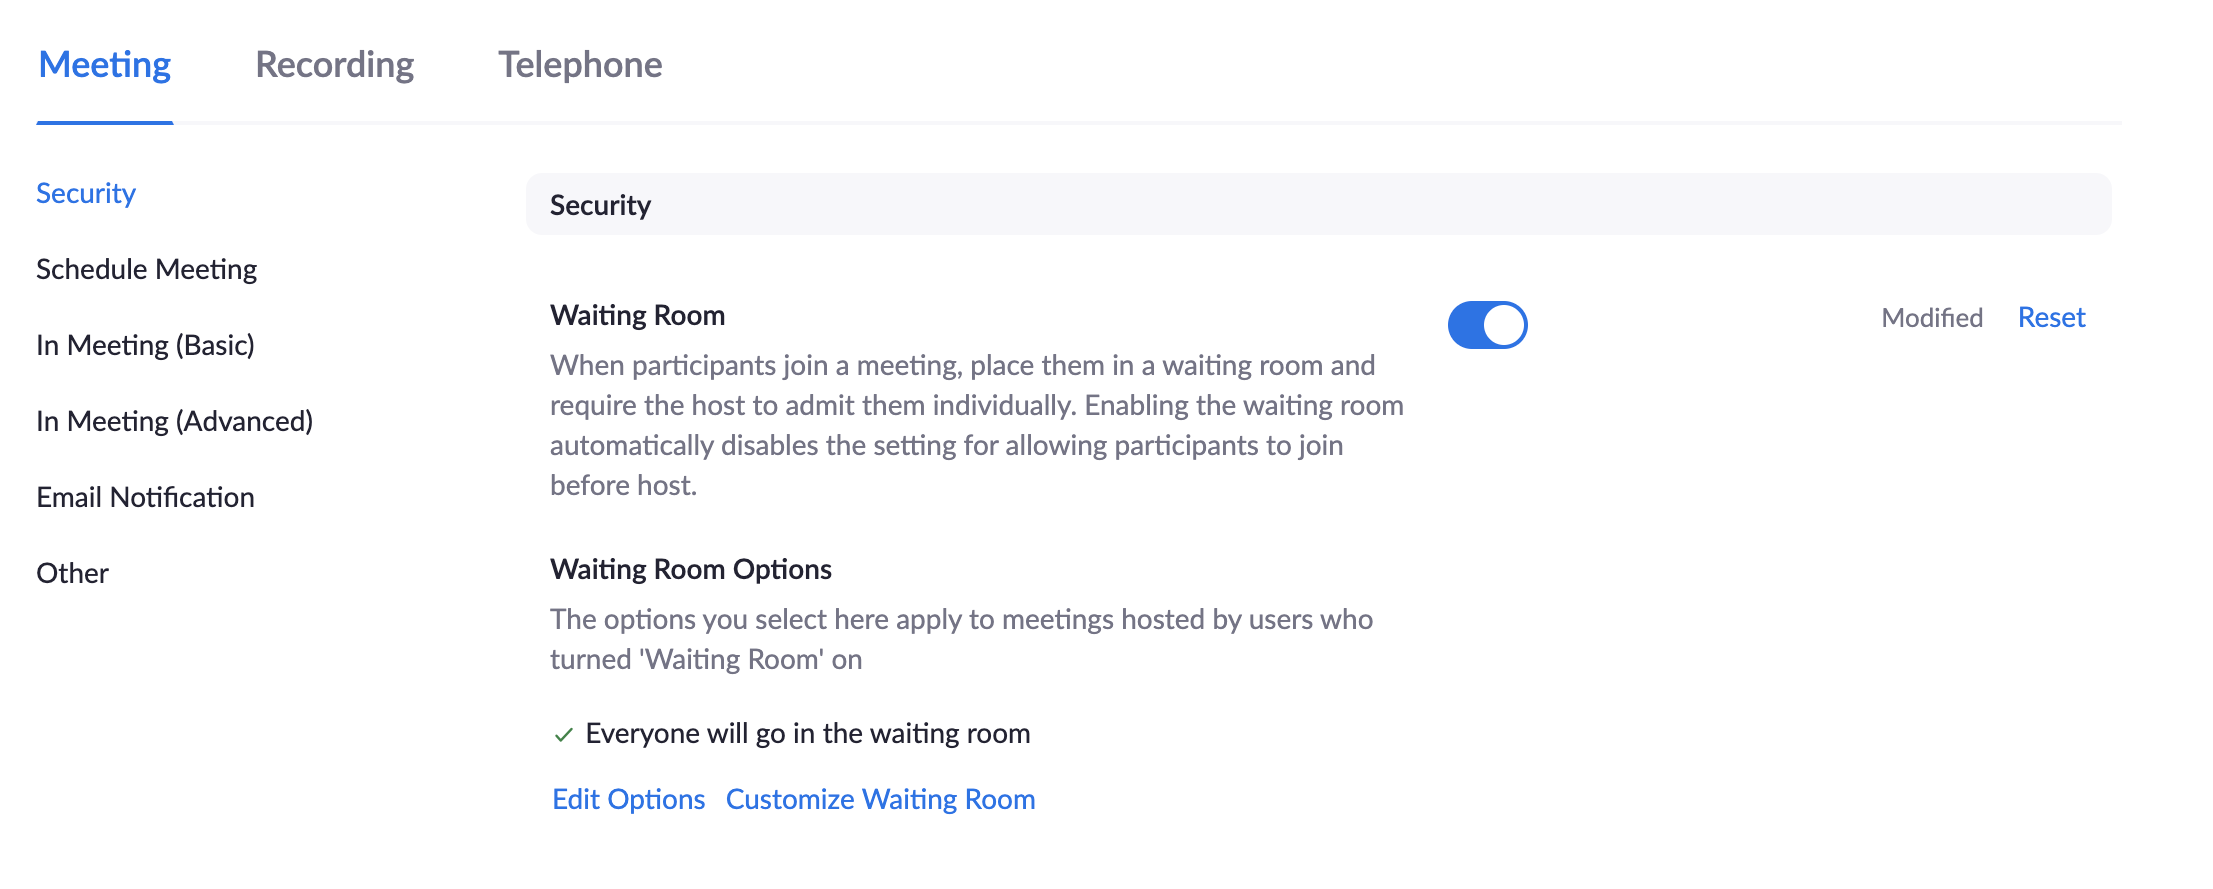 Meeting Recording Telephone
Security
Schedule Meeting
In Meeting (Basic)
In Meeting (Advanced)
Email Notification
Other
Security
Waiting Room
Modified Reset
When participants join a meeting, place them in a waiting room and
require the host to admit them individually. Enabling the waiting room
automatically disables the setting for allowing participants to join
before host.
Waiting Room Options
The options you select here apply to meetings hosted by users who
turned 'Waiting Room' on
Everyone will go in the waiting room
Edit Options Customize Waiting Room